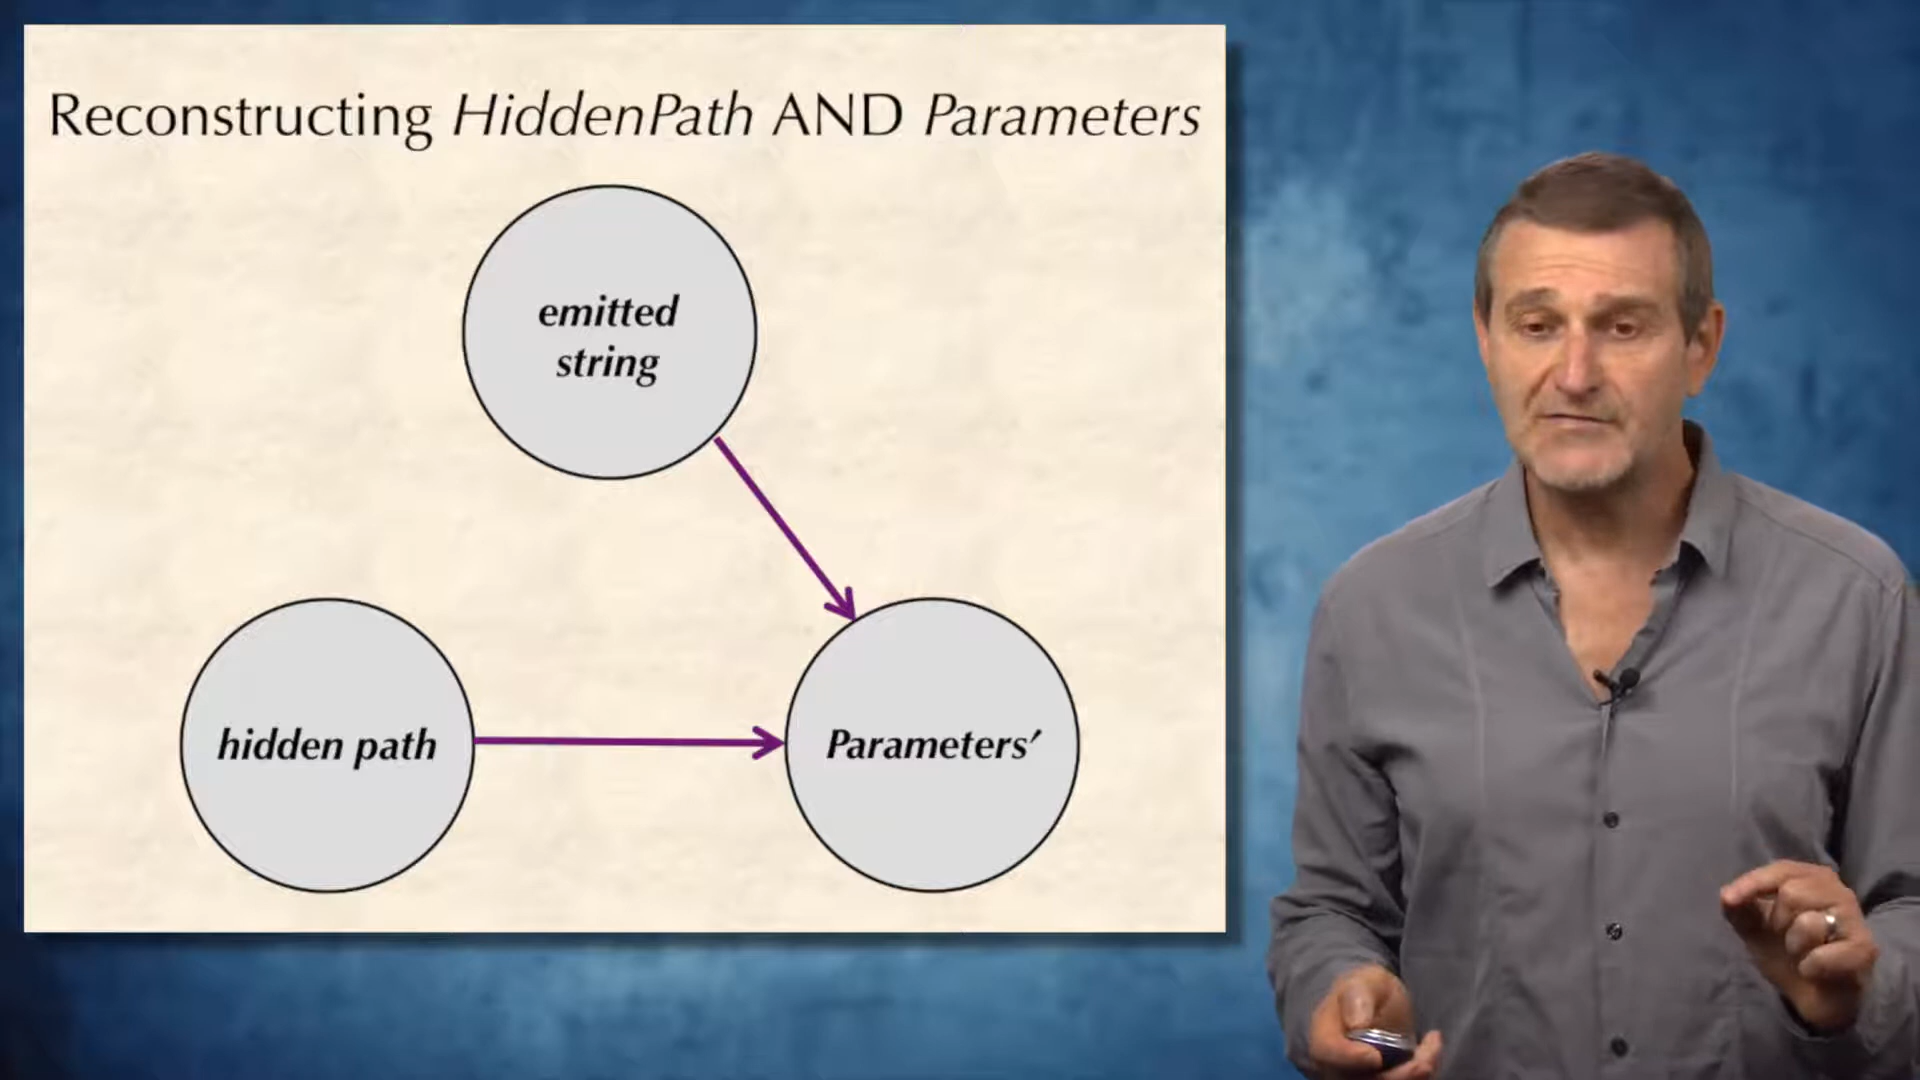 Reconstructing HiddenPath AND Parameters
emitted
string
hidden path
Parameters′